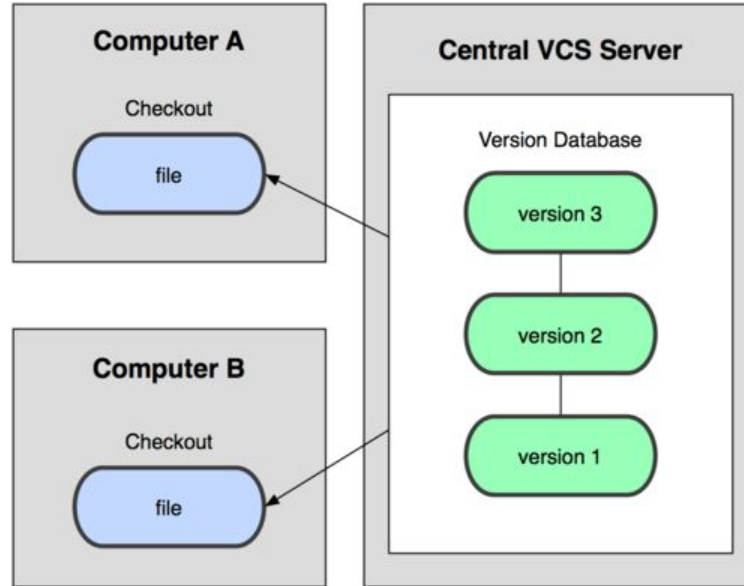 Computer A
Checkout
file
Computer B
Checkout
file
Central VCS Server
Version Database
version 3
version 2
version 1